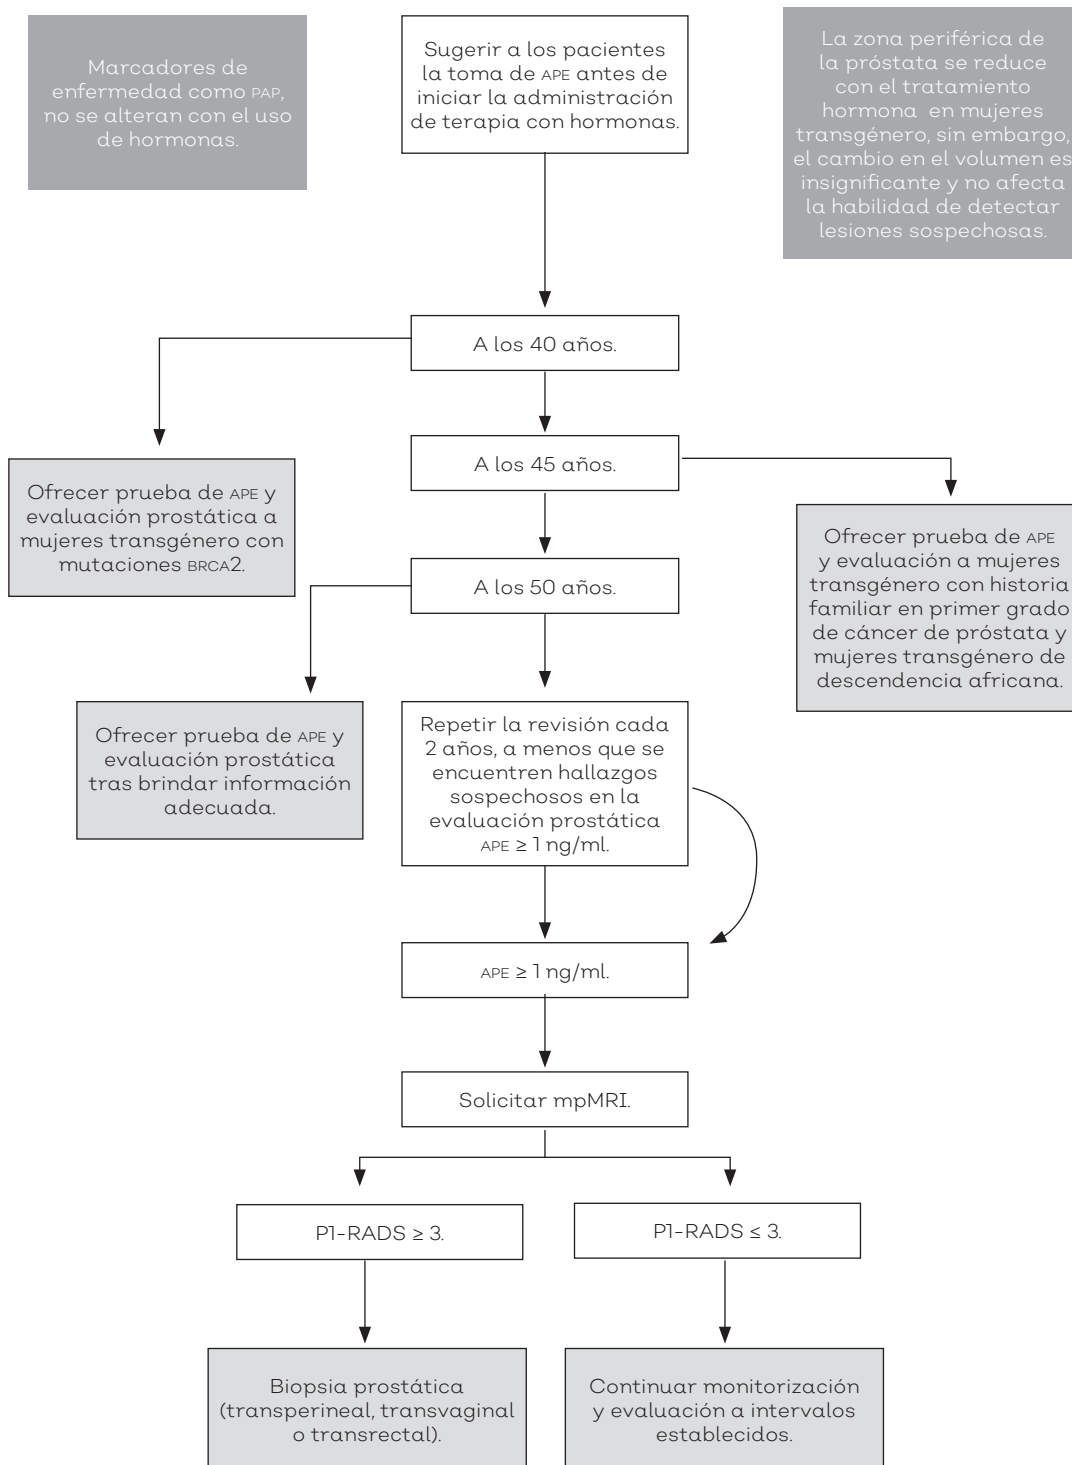 Marcadores de
enfermedad como PAP,
no se alteran con el uso
de hormonas.
Sugerir a los pacientes
la toma de APE antes de
iniciar la administración
de terapia con hormonas.
La zona periférica de
la próstata se reduce
con el tratamiento
hormona en mujeres
transgénero, sin embargo,
el cambio en el volumen es
insignificante y no afecta
la habilidad de detectar
lesiones sospechosas.
A los 40 años.
A los 45 años.
Ofrecer prueba de APE y
evaluación prostática a
mujeres transgénero con
mutaciones BRCA2.
Ofrecer prueba de APE
y evaluación a mujeres
transgénero con historia
familiar en primer grado
de cáncer de próstata y
mujeres transgénero de
descendencia africana.
A los 50 años.
Ofrecer prueba de APE y
evaluación prostática
tras brindar información
adecuada.
Repetir la revisión cada
2 años, a menos que se
encuentren hallazgos
sospechosos en la
evaluación prostática
APE ≥ 1 ng/ml.
APE ≥ 1 ng/ml.
Solicitar mpMRI.
P1-RADS ≥ 3.
P1-RADS ≤ 3.
Biopsia prostática
(transperineal, transvaginal
o transrectal).
Continuar monitorización
y evaluación a intervalos
establecidos.